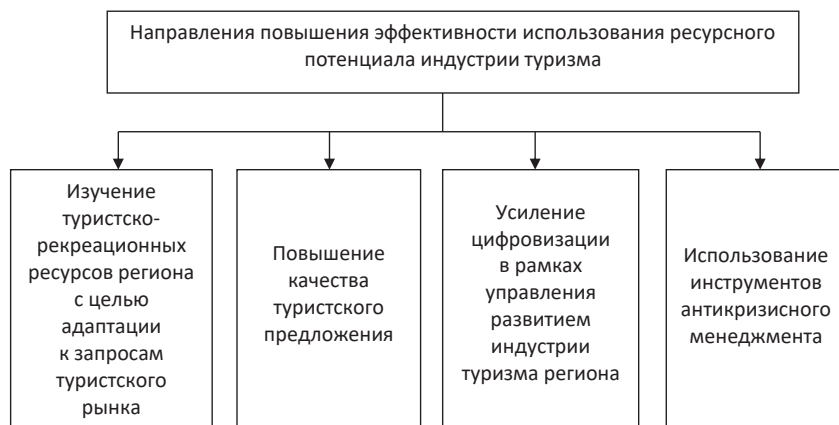 Направления повышения эффективности использования ресурсного
потенциала индустрии туризма
Изучение
туристско-
рекреационных
ресурсов региона
с целью
адаптации
к запросам
туристского
рынка
Повышение
качества
туристского
предложения
Усиление
цифровизации
в рамках
управления
развитием
индустрии
туризма региона
Использование
инструментов
антикризисного
менеджмента